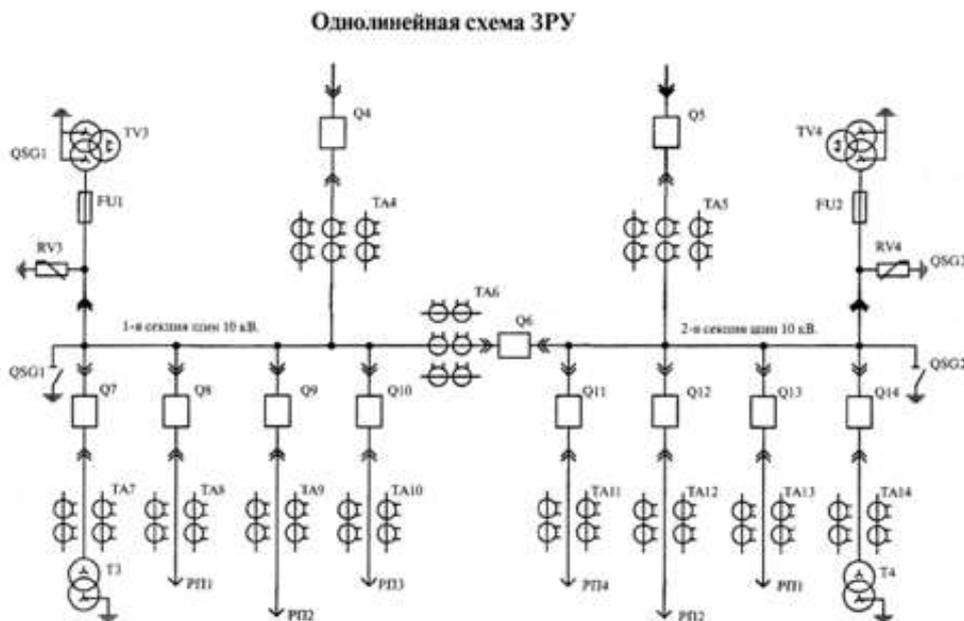 Однолинейная схема ЗРУ
TV3
Q4
Q5
TV4
QSG1
FU1
FU2
TA4
TA5
RV3
RV4
QSG3
TA6
1-я секция шин 10 кВ.
Q6
2-я секция шин 10 кВ.
QSG1
QSG2
Q7
Q8
Q9
Q10
Q11
Q12
Q13
Q14
TA7
TA8
TA9
TA10
TA11
TA12
TA13
TA14
T3
РП1
РП2
РП3
РП4
РП2
РП1
T4